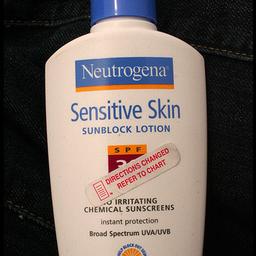 Neutrogena
Sensitive Skin
SUNBLOCK LOTION
SPF
DIRECTIONS CHANGED
REFER TO CHART
IRRITATING
CHEMICAL SUNSCREENS
instant protection
Broad Spectrum UVA/UVB